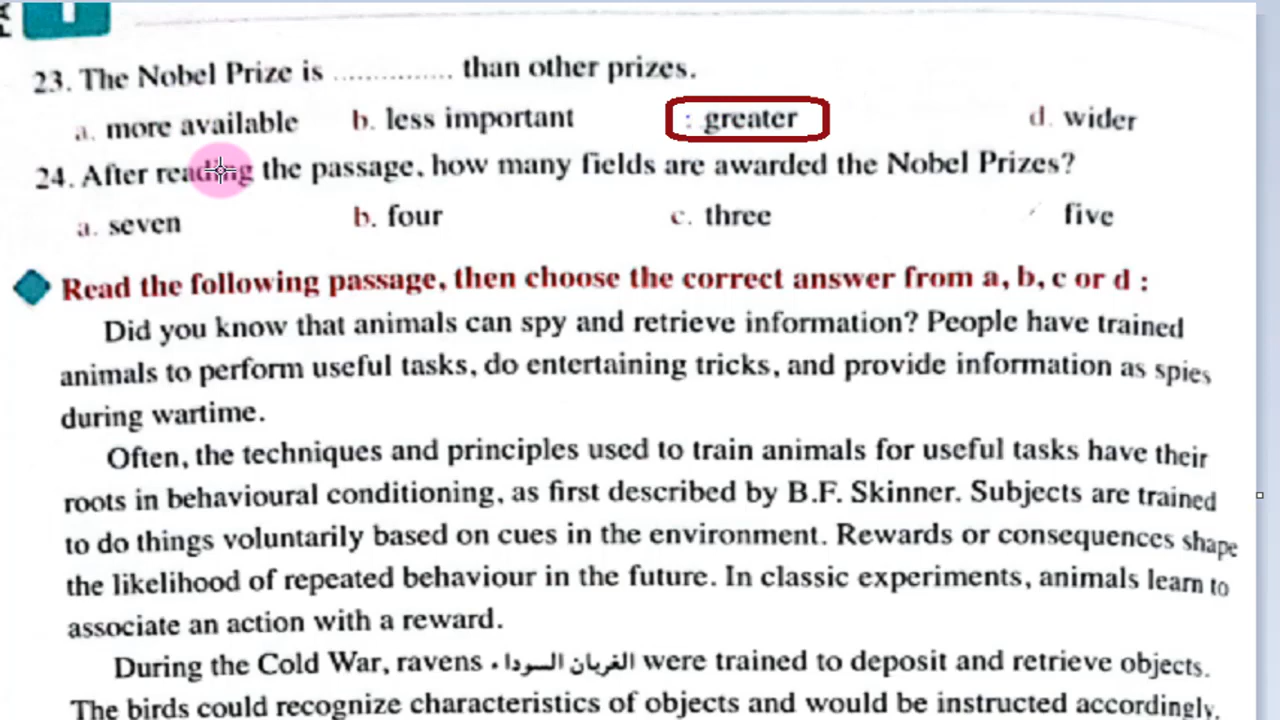 1
23. The Nobel Prize is ............... than other prizes.
a. more available b. less important : greater d. wider
24. After reading the passage, how many fields are awarded the Nobel Prizes?
a. seven b. four c. three five
Read the following passage, then choose the correct answer from a, b, c or d :
Did you know that animals can spy and retrieve information? People have trained
animals to perform useful tasks, do entertaining tricks, and provide information as spies
during wartime.
Often, the techniques and principles used to train animals for useful tasks have their
roots in behavioural conditioning, as first described by B.F. Skinner. Subjects are trained
to do things voluntarily based on cues in the environment. Rewards or consequences shape
the likelihood of repeated behaviour in the future. In classic experiments, animals learn to
associate an action with a reward.
During the Cold War, ravens الغربان السوداء were trained to deposit and retrieve objects.
The birds could recognize characteristics of objects and would be instructed accordingly.